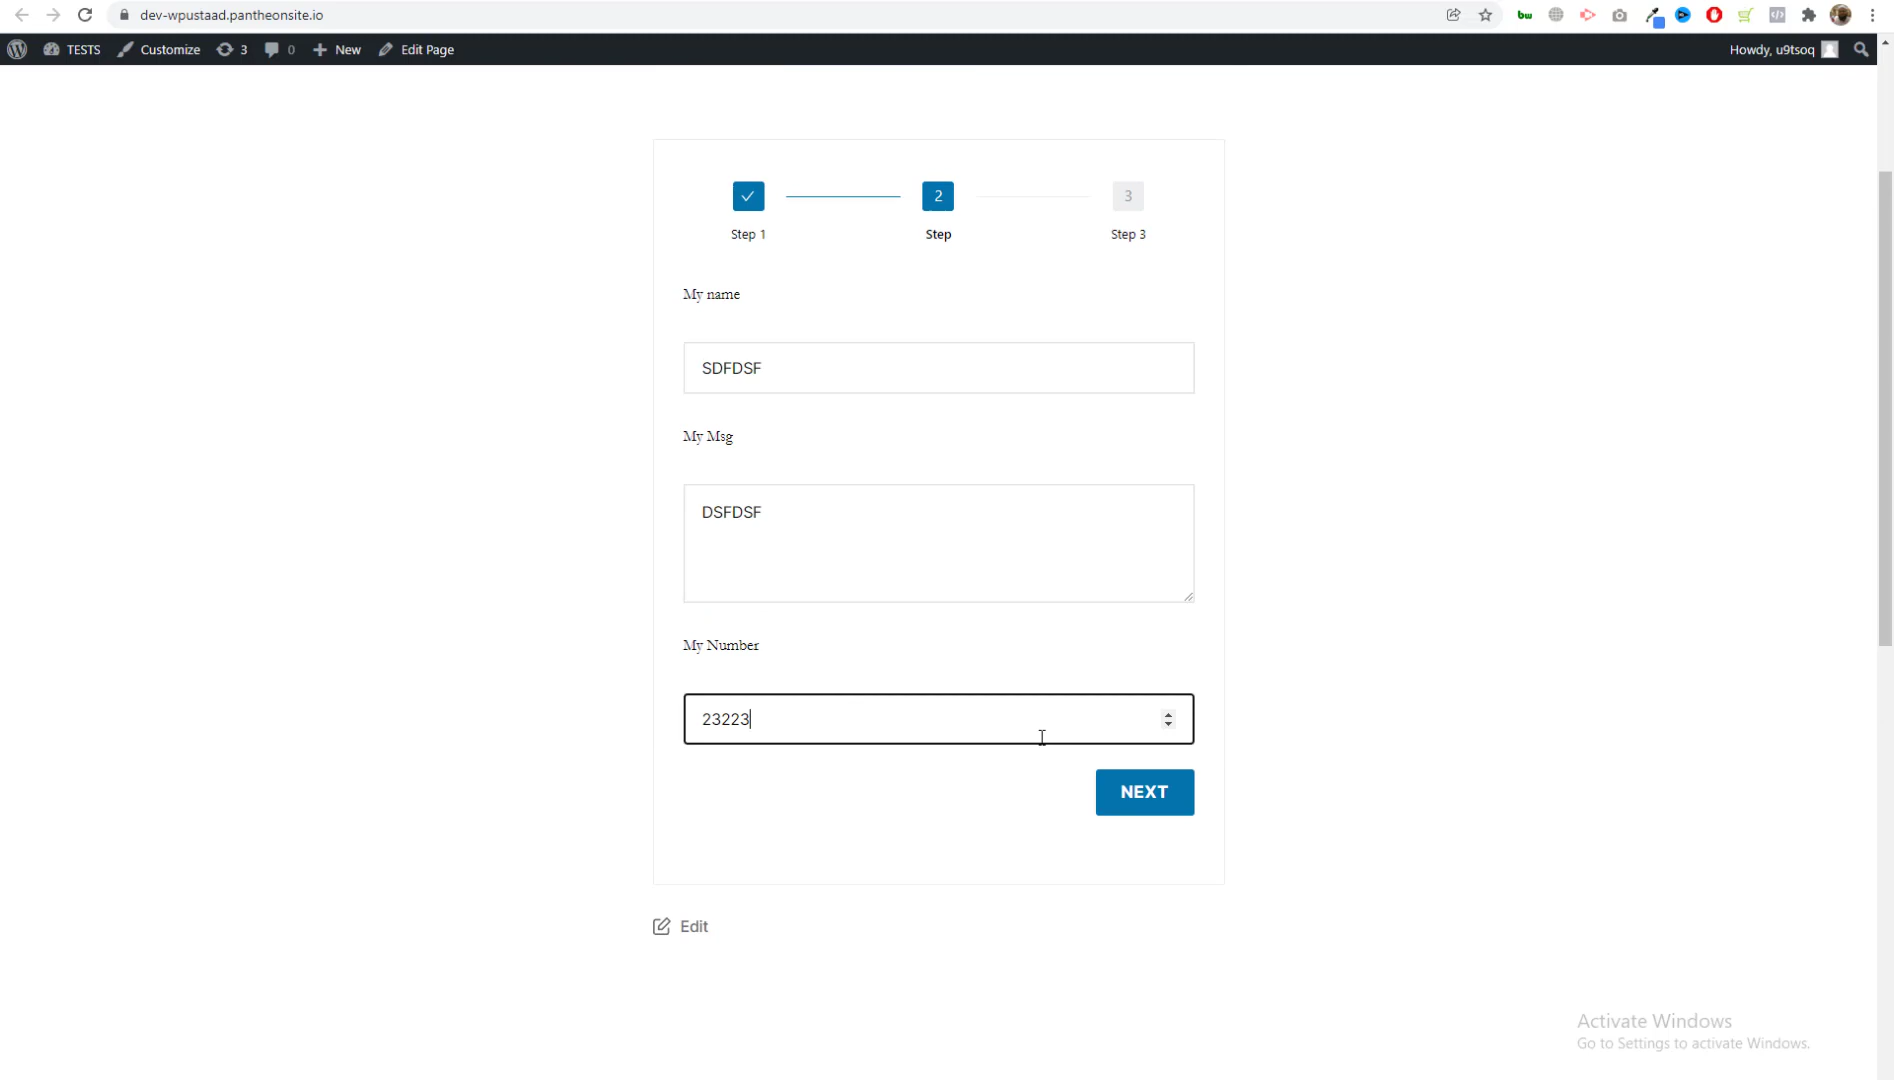 dev-wpustaad.pantheonsite.io
bw
TESTS Customize 3 0 New Edit Page Howdy, u9tsoq
2 3
Step 1 Step Step 3
My name
SDFDSF
My Msg
DSFDSF
My Number
23223
NEXT
Edit
Activate Windows
Go to Settings to activate Windows.